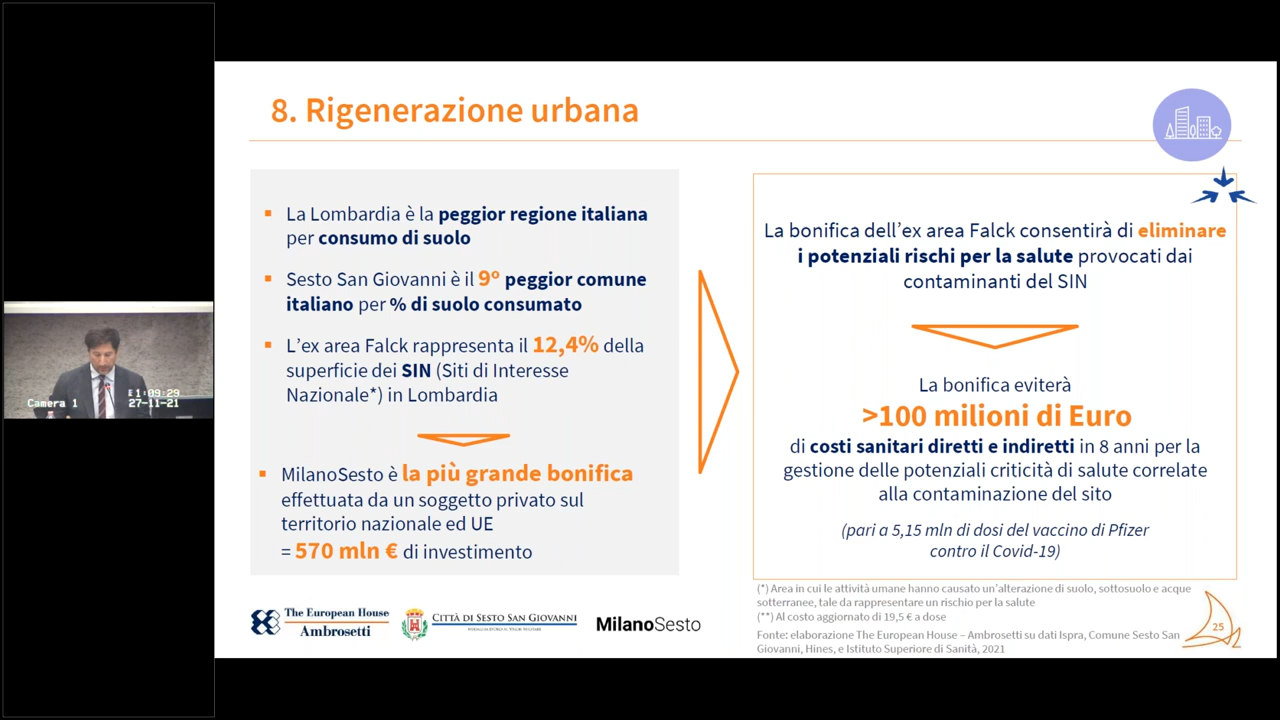 8. Rigenerazione urbana
La Lombardia è la peggior regione italiana
per consumo di suolo
Sesto San Giovanni è il 9º peggior comune
italiano per % di suolo consumato
L'ex area Falck rappresenta il 12,4% della
superficie dei SIN (Siti di Interesse
Nazionale*) in Lombardia
MilanoSesto è la più grande bonifica
effettuata da un soggetto privato sul
territorio nazionale ed UE
= 570 mln € di investimento
La bonifica dell'ex area Falck consentirà di eliminare
i potenziali rischi per la salute provocati dai
contaminanti del SIN
La bonifica eviterà
>100 milioni di Euro
di costi sanitari diretti e indiretti in 8 anni per la
gestione delle potenziali criticità di salute correlate
alla contaminazione del sito
(pari a 5,15 mln di dosi del vaccino di Pfizer
contro il Covid-19)
(*) Area in cui le attività umane hanno causato un'alterazione di suolo, sottosuolo e acque
sotterranee, tale da rappresentare un rischio per la salute
(**) Al costo aggiornato di 19,5 € a dose
Fonte: elaborazione The European House – Ambrosetti su dati Ispra, Comune Sesto San
Giovanni, Hines, e Istituto Superiore di Sanità, 2021
25
The European House
Ambrosetti
Città di Sesto San Giovanni
MilanoSesto
1:09:29
Camera 1 27-11-21